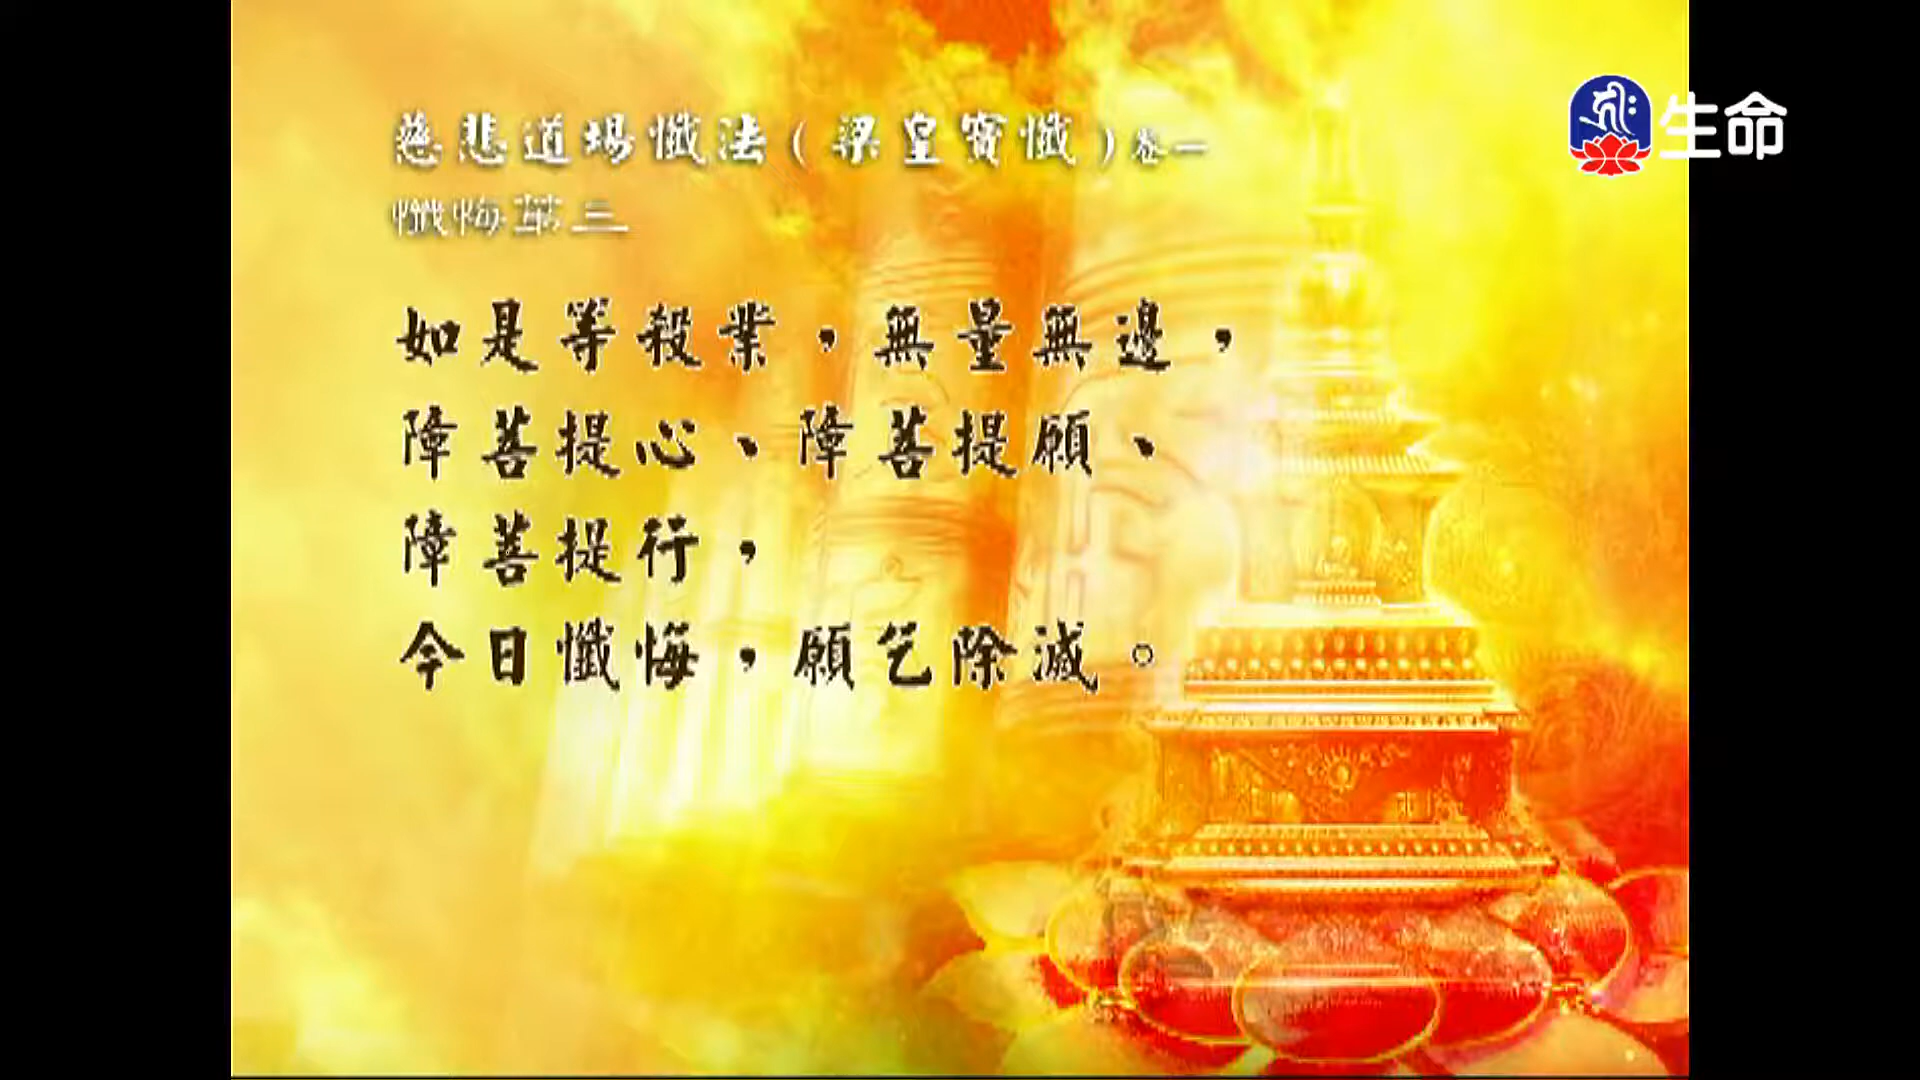 慈悲道場懺法(梁皇寶懺)卷一
懺悔第三
生命
如是等殺業，無量無邊，
障菩提心、障菩提願、
障菩提行，
今日懺悔，願乞除滅。